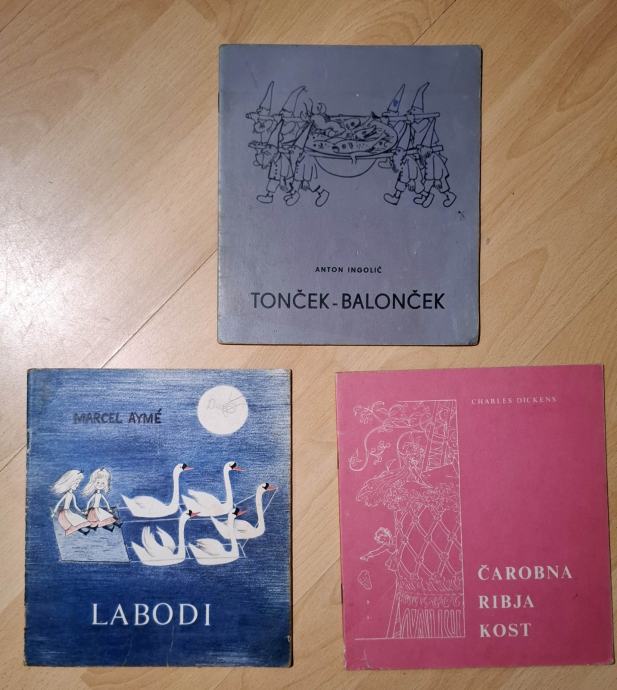 ANTON INGOLIČ
TONČEK-BALONČEK
MARCEL AYMÉ
LABODI
CHARLES DICKENS
ČAROBNA
RIBJA
KOST